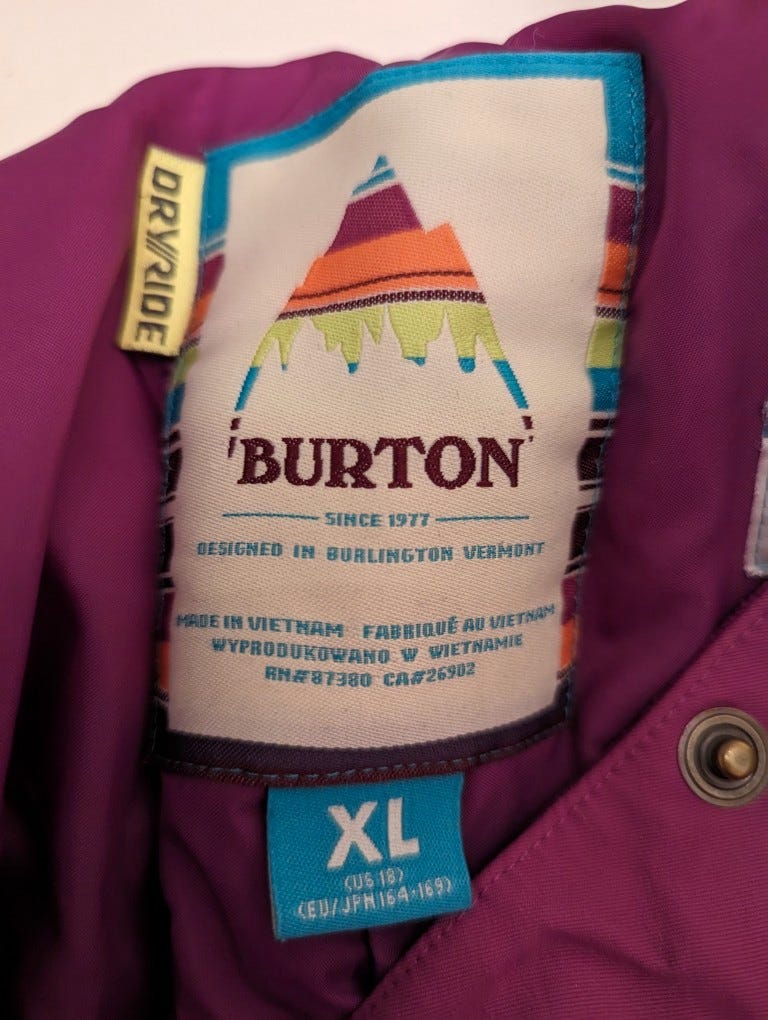 DRY//RIDE
BURTON
SINCE 1977
DESIGNED IN BURLINGTON VERMONT
MADE IN VIETNAM FABRIQUÉ AU VIETNAM
WYPRODUKOWANO W WIETNAMIE
RN#87380 CA#26902
XL
(US 18)
(EU/JPN 164-169)